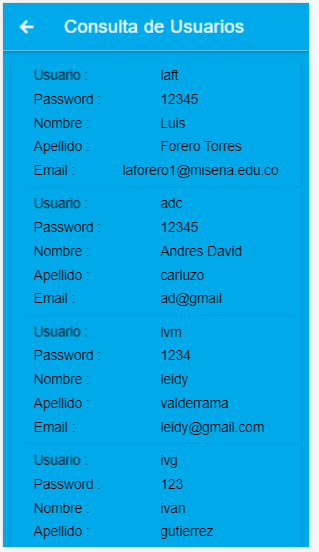 Consulta de Usuarios
Usuario : laft
Password : 12345
Nombre : Luis
Apellido : Forero Torres
Email : laforero1@misena.edu.co
Usuario : adc
Password : 12345
Nombre : Andres David
Apellido : carluzo
Email : ad@gmail
Usuario : lvm
Password : 1234
Nombre : leidy
Apellido : valderrama
Email : leidy@gmail.com
Usuario : ivg
Password : 123
Nombre : ivan
Apellido : gutierrez